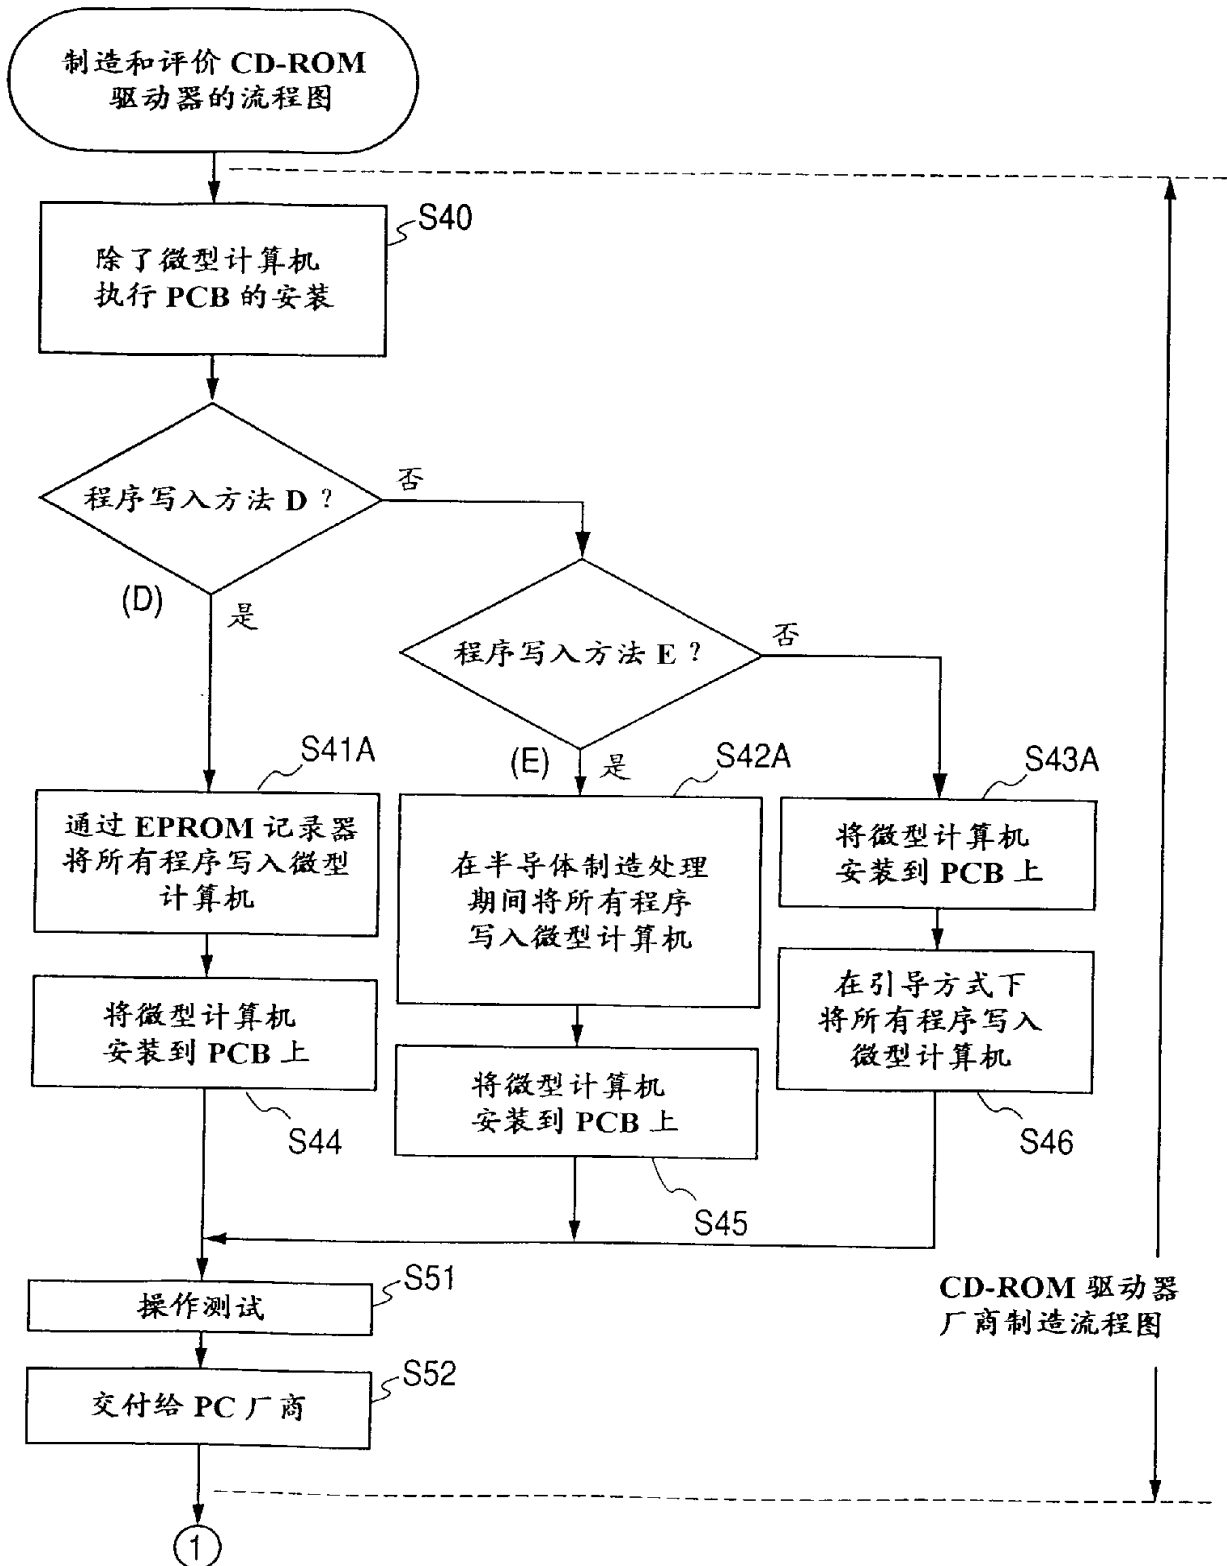 制造和评价 CD-ROM
驱动器的流程图
S40
除了微型计算机
执行 PCB 的安装
程序写入方法 D？
否
(D)
是
程序写入方法 E？
否
(E)
是
S41A
通过 EPROM 记录器
将所有程序写入微型
计算机
S42A
在半导体制造处理
期间将所有程序
写入微型计算机
S43A
将微型计算机
安装到 PCB 上
将微型计算机
安装到 PCB 上
S44
将微型计算机
安装到 PCB 上
S45
在引导方式下
将所有程序写入
微型计算机
S46
S51
操作测试
S52
交付给 PC 厂商
CD-ROM 驱动器
厂商制造流程图
1